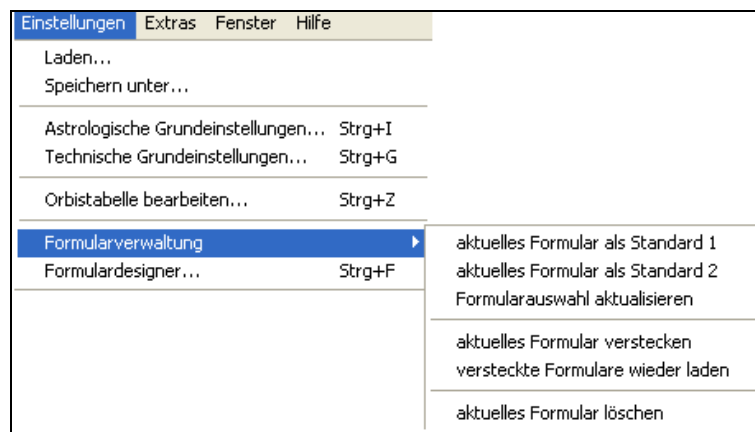 Einstellungen Extras Fenster Hilfe
Laden...
Speichern unter...
Astrologische Grundeinstellungen... Strg+I
Technische Grundeinstellungen... Strg+G
Orbistabelle bearbeiten... Strg+Z
Formularverwaltung
Formulardesigner... Strg+F
aktuelles Formular als Standard 1
aktuelles Formular als Standard 2
Formularauswahl aktualisieren
aktuelles Formular verstecken
versteckte Formulare wieder laden
aktuelles Formular löschen